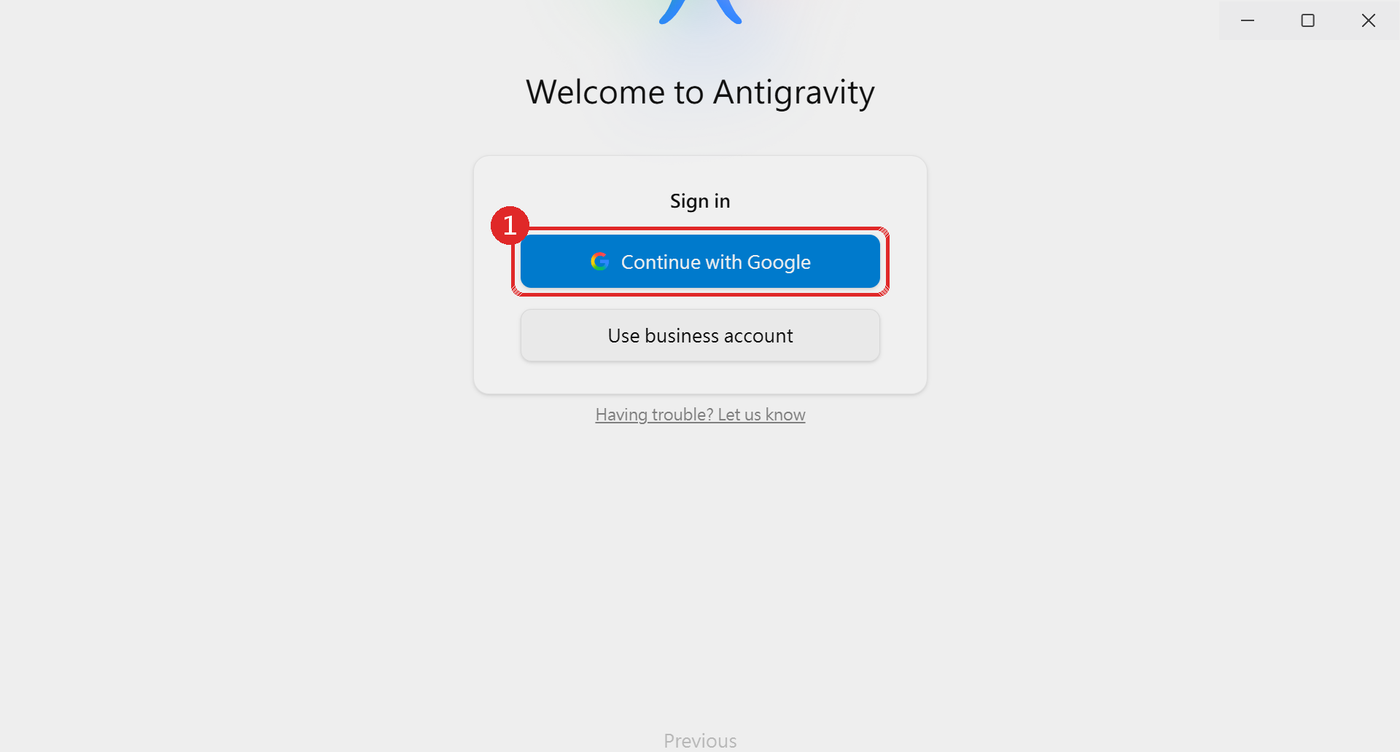 Welcome to Antigravity
Sign in
1
Continue with Google
Use business account
Having trouble? Let us know
Previous